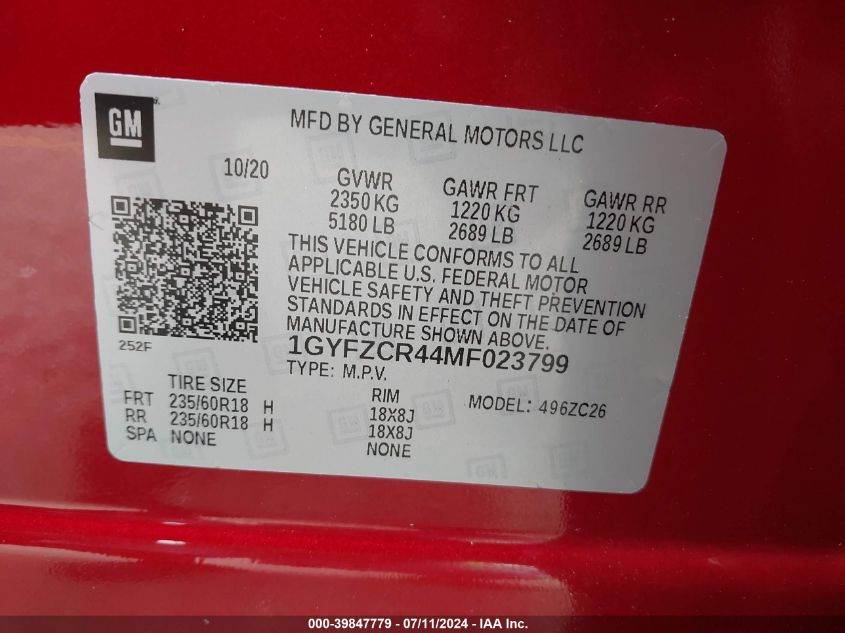 GM
MFD BY GENERAL MOTORS LLC
10/20
GVWR
2350 KG
5180 LB
GAWR FRT
1220 KG
2689 LB
GAWR RR
1220 KG
2689 LB
THIS VEHICLE CONFORMS TO ALL
APPLICABLE U.S. FEDERAL MOTOR
VEHICLE SAFETY AND THEFT PREVENTION
STANDARDS IN EFFECT ON THE DATE OF
MANUFACTURE SHOWN ABOVE.
252F
1GYFZCR44MF023799
TYPE: M.P.V.
TIRE SIZE
RIM
MODEL: 496ZC26
FRT 235/60R18 H 18X8J
RR 235/60R18 H 18X8J
SPA NONE NONE
000-39847779 / 07/11/2024 - IAA Inc.